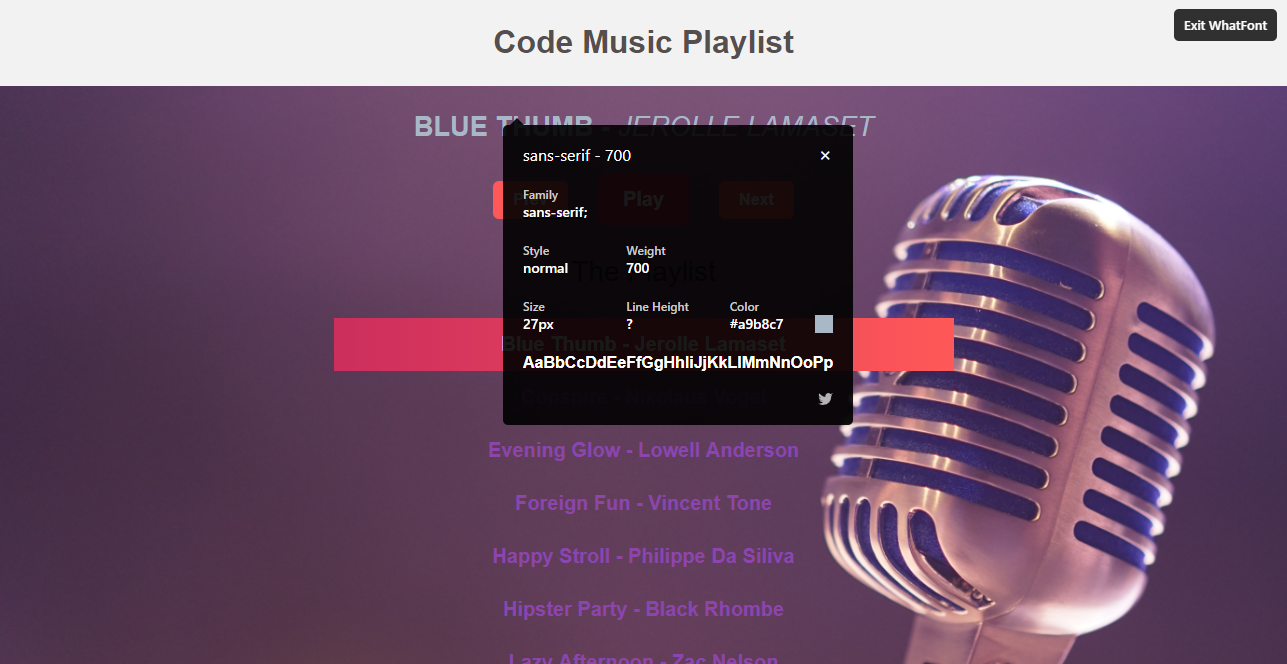 Code Music Playlist
Exit WhatFont
BLUE THUMB - JEROLLE LAMASET
sans-serif - 700
×
Family
sans-serif;
Play
Next
Style
Weight
normal
700
The Playlist
Size
Line Height
Color
27px
?
#a9b8c7
Blue Thumb - Jerolle Lamaset
AaBbCcDdEeFfGgHhIiJjKkLlMmNnOoPp
Evening Glow - Lowell Anderson
Foreign Fun - Vincent Tone
Happy Stroll - Philippe Da Siliva
Hipster Party - Black Rhombe
Lazy Afternoon - Zac Nelson